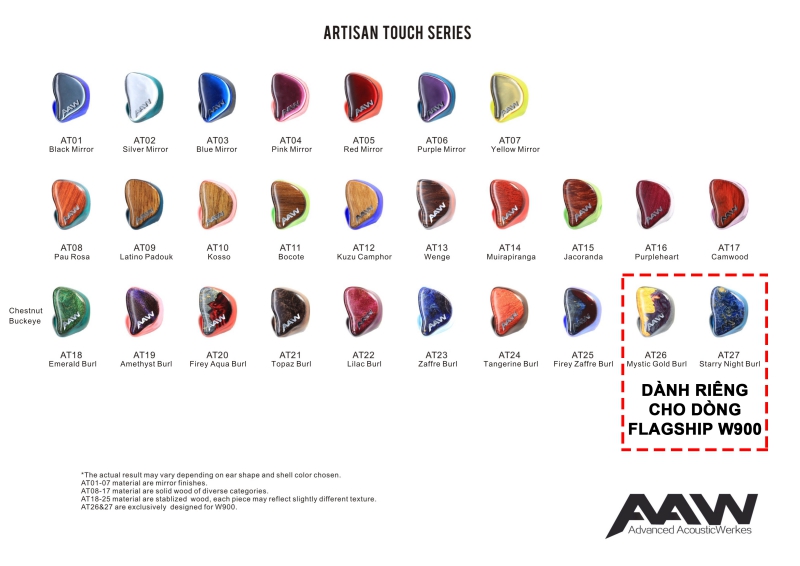 ARTISAN TOUCH SERIES
AT01 AT02 AT03 AT04 AT05 AT06 AT07
Black Mirror Silver Mirror Blue Mirror Pink Mirror Red Mirror Purple Mirror Yellow Mirror
AT08 AT09 AT10 AT11 AT12 AT13 AT14 AT15 AT16 AT17
Pau Rosa Latino Padouk Kosso Bocote Kuzu Camphor Wenge Muirapiranga Jacoranda Purpleheart Camwood
Chestnut
Buckeye
AT18 AT19 AT20 AT21 AT22 AT23 AT24 AT25 AT26 AT27
Emerald Burl Amethyst Burl Firey Aqua Burl Topaz Burl Lilac Burl Zaffre Burl Tangerine Burl Firey Zaffre Burl Mystic Gold Burl Starry Night Burl
DÀNH RIÊNG
CHO DÒNG
FLAGSHIP W900
*The actual result may vary depending on ear shape and shell color chosen.
AT01-07 material are mirror finishes.
AT08-17 material are solid wood of diverse categories.
AT18-25 material are stablized wood, each piece may reflect slightly different texture.
AT26&27 are exclusively designed for W900.
AAW
Advanced AcousticWerkes